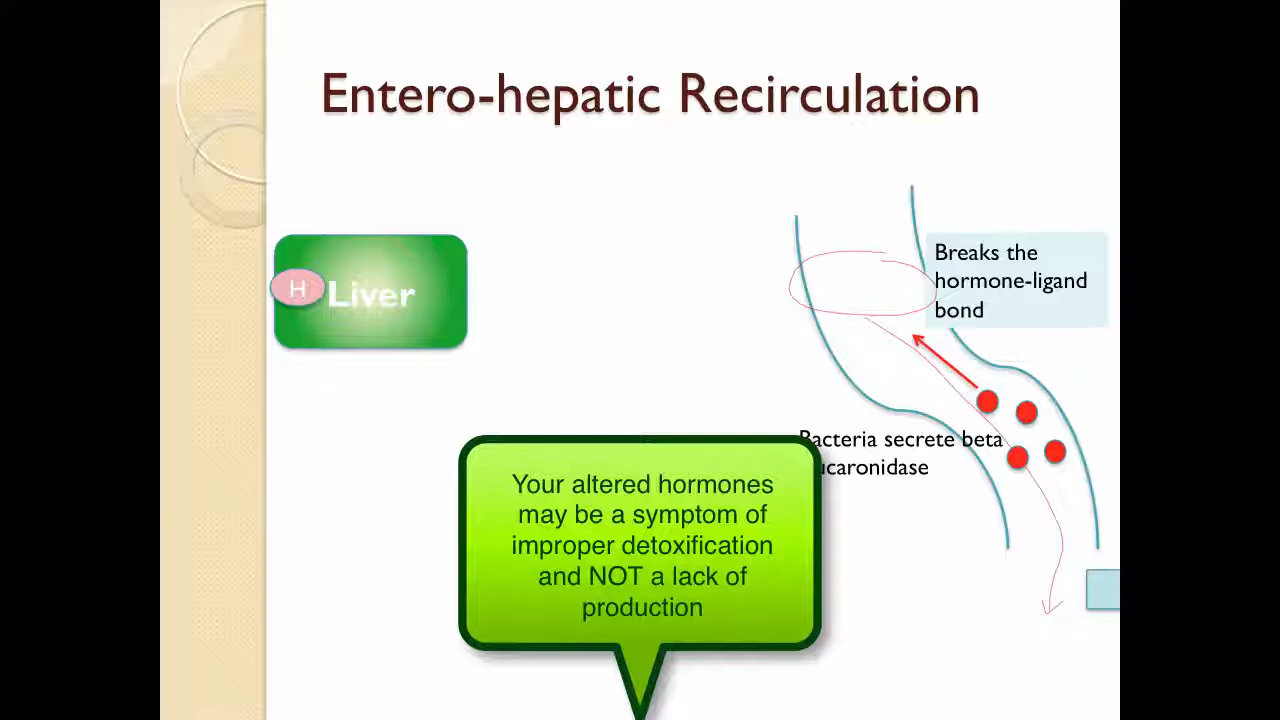 Entero-hepatic Recirculation
H
Liver
Breaks the
hormone-ligand
bond
Bacteria secrete beta
ucaronidase
Your altered hormones
may be a symptom of
improper detoxification
and NOT a lack of
production